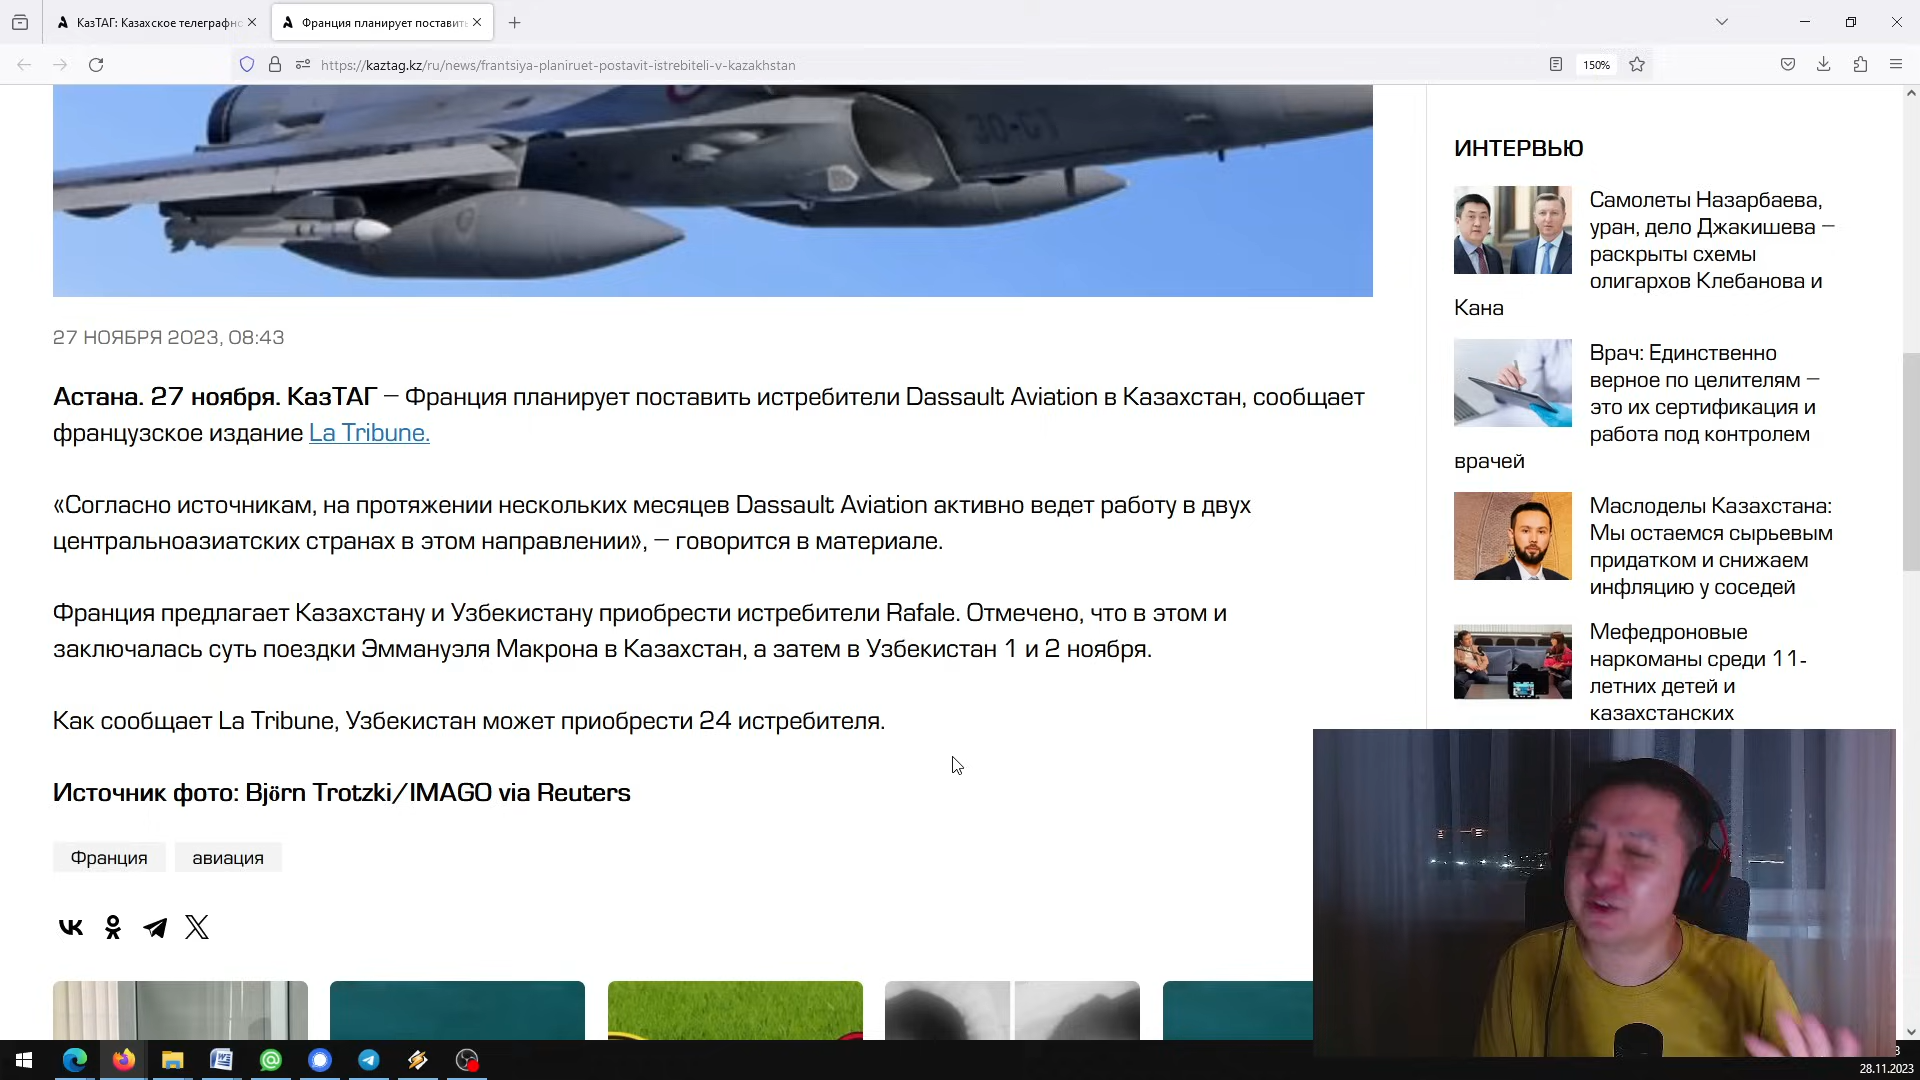 КазТАГ: Казахское телеграфно
Франция планирует поставить
https://kaztag.kz/ru/news/frantsiya-planiruet-postavit-istrebiteli-v-kazakhstan
150%
30-GT
27 НОЯБРЯ 2023, 08:43
Астана. 27 ноября. КазТАГ – Франция планирует поставить истребители Dassault Aviation в Казахстан, сообщает
французское издание La Tribune.
«Согласно источникам, на протяжении нескольких месяцев Dassault Aviation активно ведет работу в двух
центральноазиатских странах в этом направлении», – говорится в материале.
Франция предлагает Казахстану и Узбекистану приобрести истребители Rafale. Отмечено, что в этом и
заключалась суть поездки Эммануэля Макрона в Казахстан, а затем в Узбекистан 1 и 2 ноября.
Как сообщает La Tribune, Узбекистан может приобрести 24 истребителя.
Источник фото: Björn Trotzki/IMAGO via Reuters
Франция
авиация
ИНТЕРВЬЮ
Самолеты Назарбаева,
уран, дело Джакишева –
раскрыты схемы
олигархов Клебанова и
Кана
Врач: Единственно
верное по целителям –
это их сертификация и
работа под контролем
врачей
Маслоделы Казахстана:
Мы остаемся сырьевым
придатком и снижаем
инфляцию у соседей
Мефедроновые
наркоманы среди 11-
летних детей и
казахстанских
28.11.2023